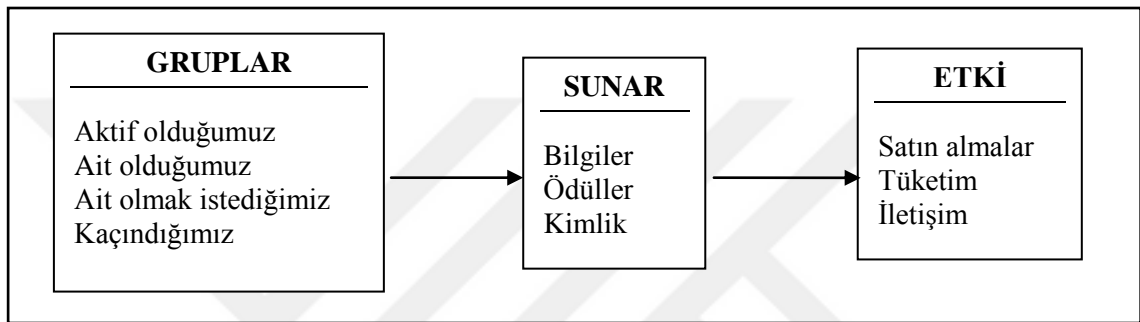 GRUPLAR
Aktif olduğumuz
Ait olduğumuz
Ait olmak istediğimiz
Kaçındığımız
SUNAR
Bilgiler
Ödüller
Kimlik
ETKİ
Satın almalar
Tüketim
İletişim